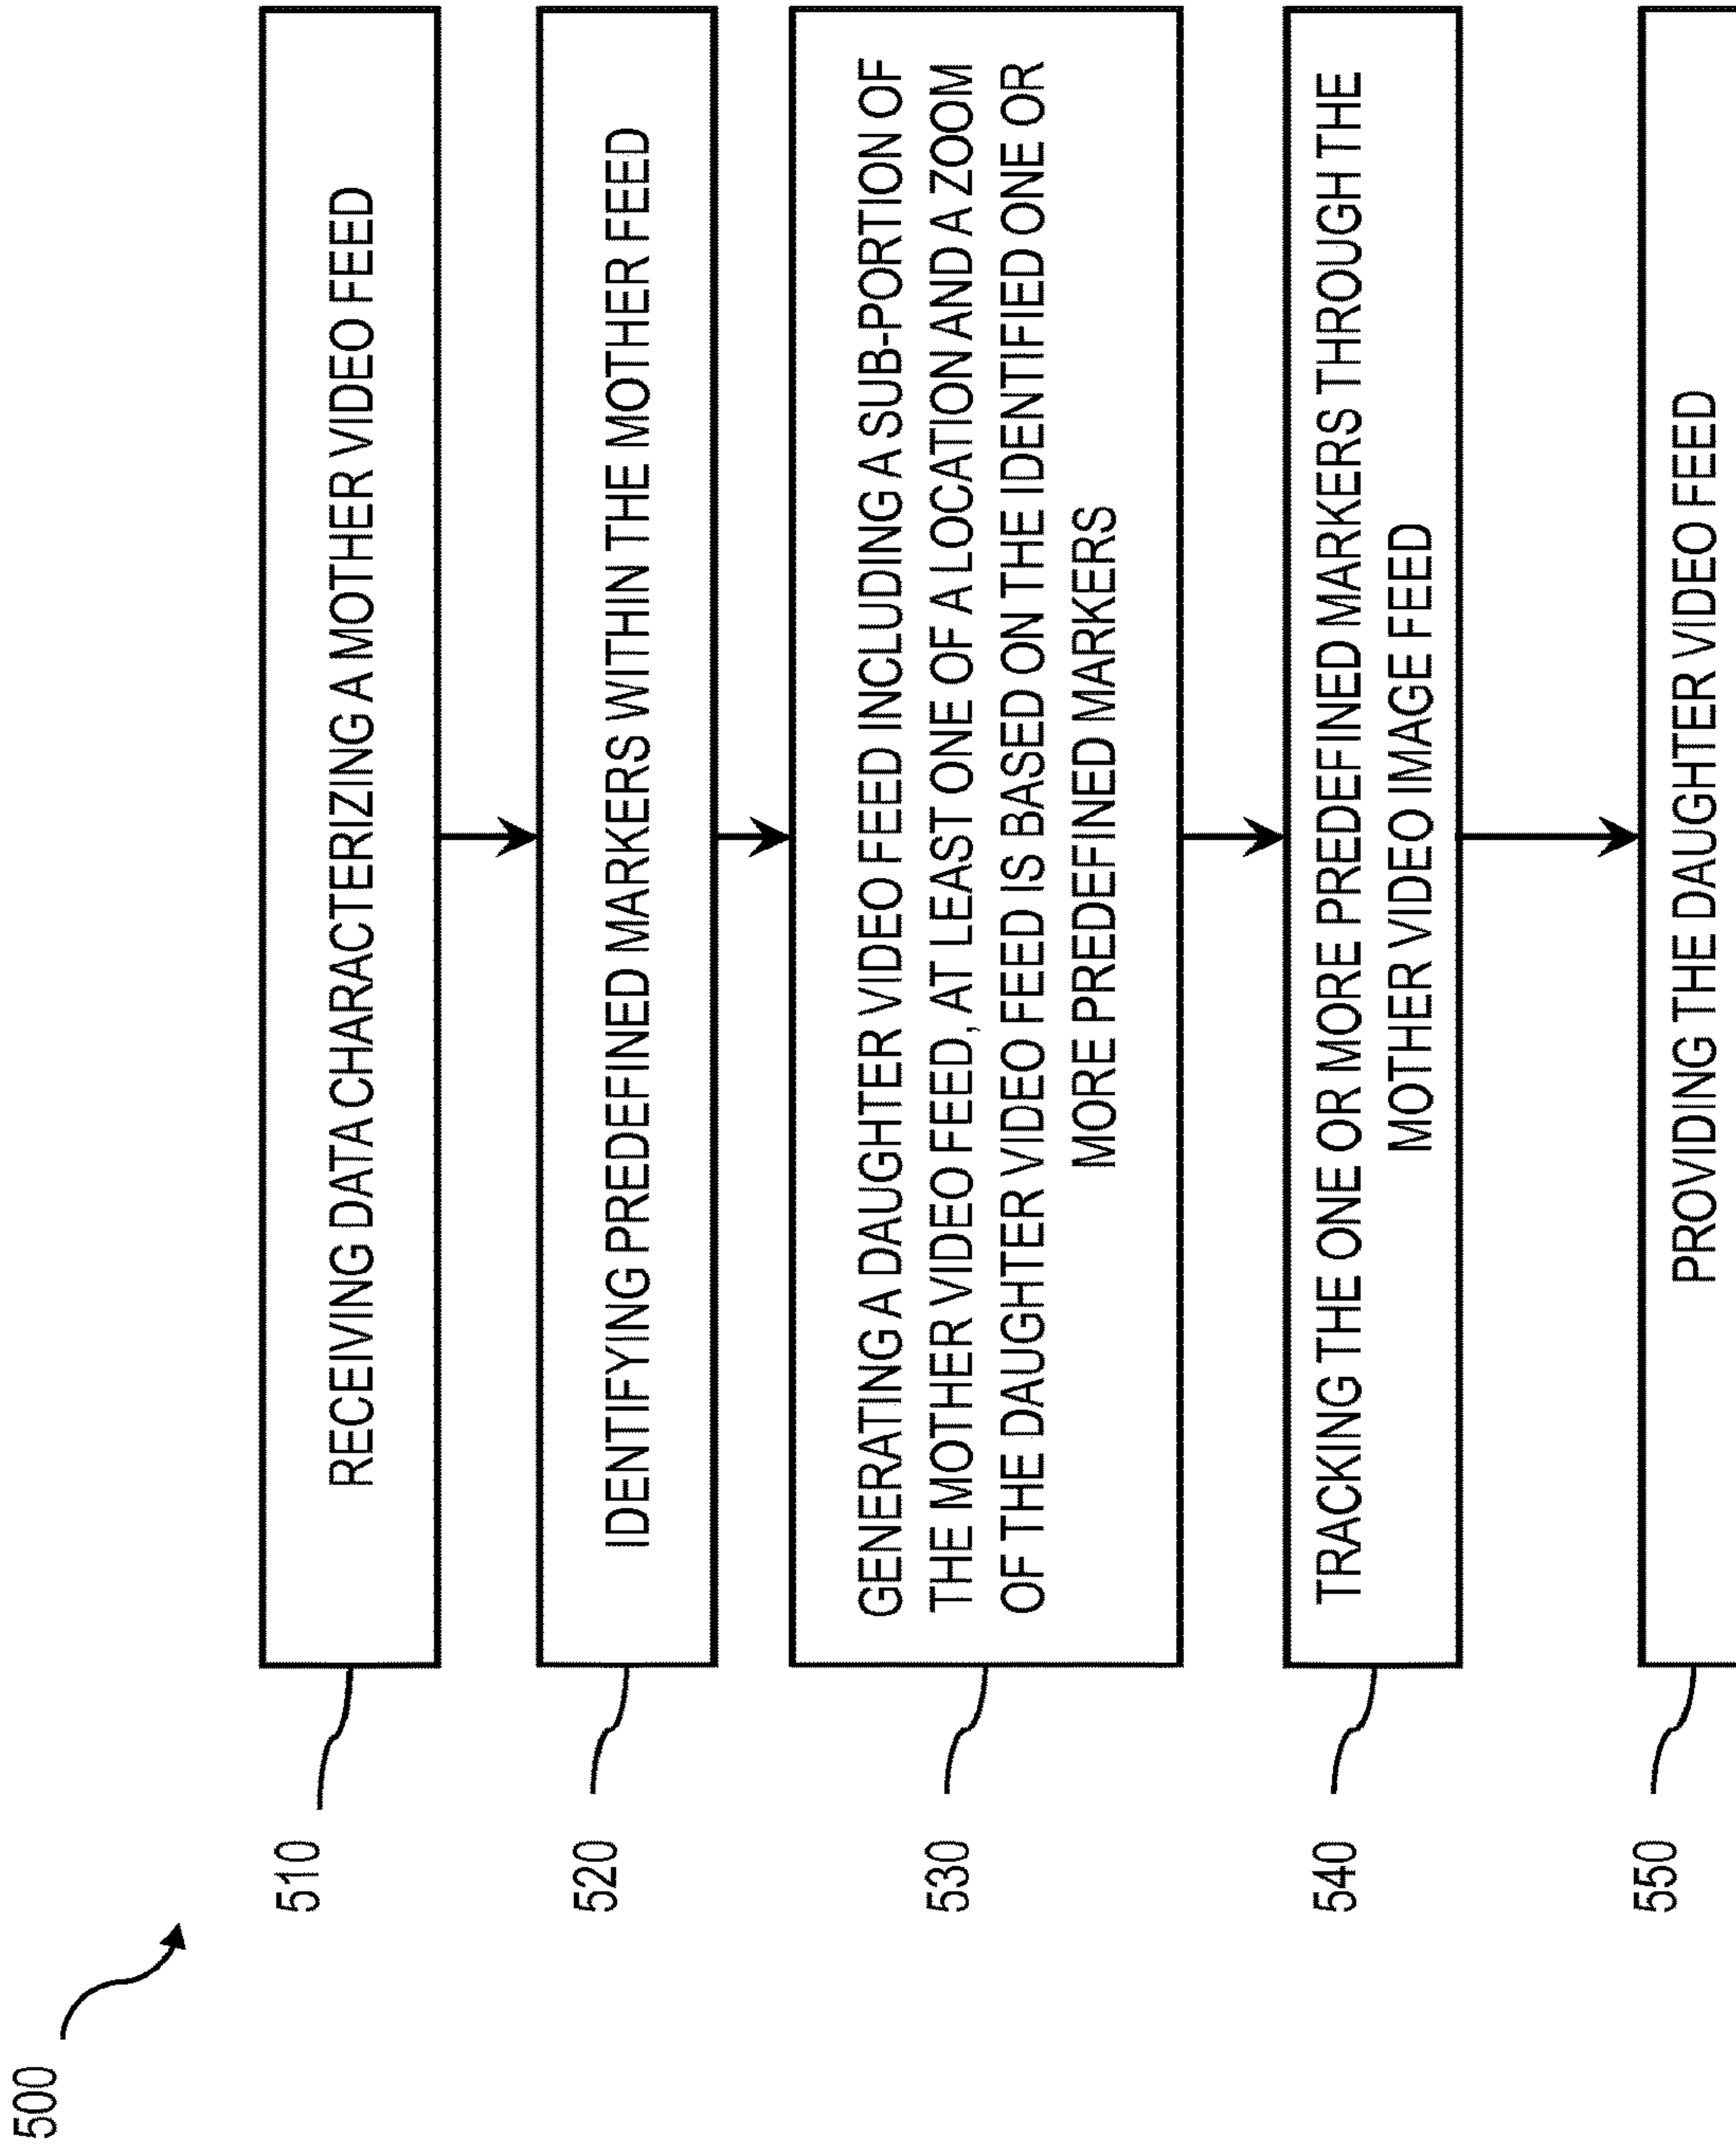 500
510
RECEIVING DATA CHARACTERIZING A MOTHER VIDEO FEED
520
IDENTIFYING PREDEFINED MARKERS WITHIN THE MOTHER FEED
530
GENERATING A DAUGHTER VIDEO FEED INCLUDING A SUB-PORTION OF
THE MOTHER VIDEO FEED, AT LEAST ONE OF A LOCATION AND A ZOOM
OF THE DAUGHTER VIDEO FEED IS BASED ON THE IDENTIFIED ONE OR
MORE PREDEFINED MARKERS
540
TRACKING THE ONE OR MORE PREDEFINED MARKERS THROUGH THE
MOTHER VIDEO IMAGE FEED
550
PROVIDING THE DAUGHTER VIDEO FEED